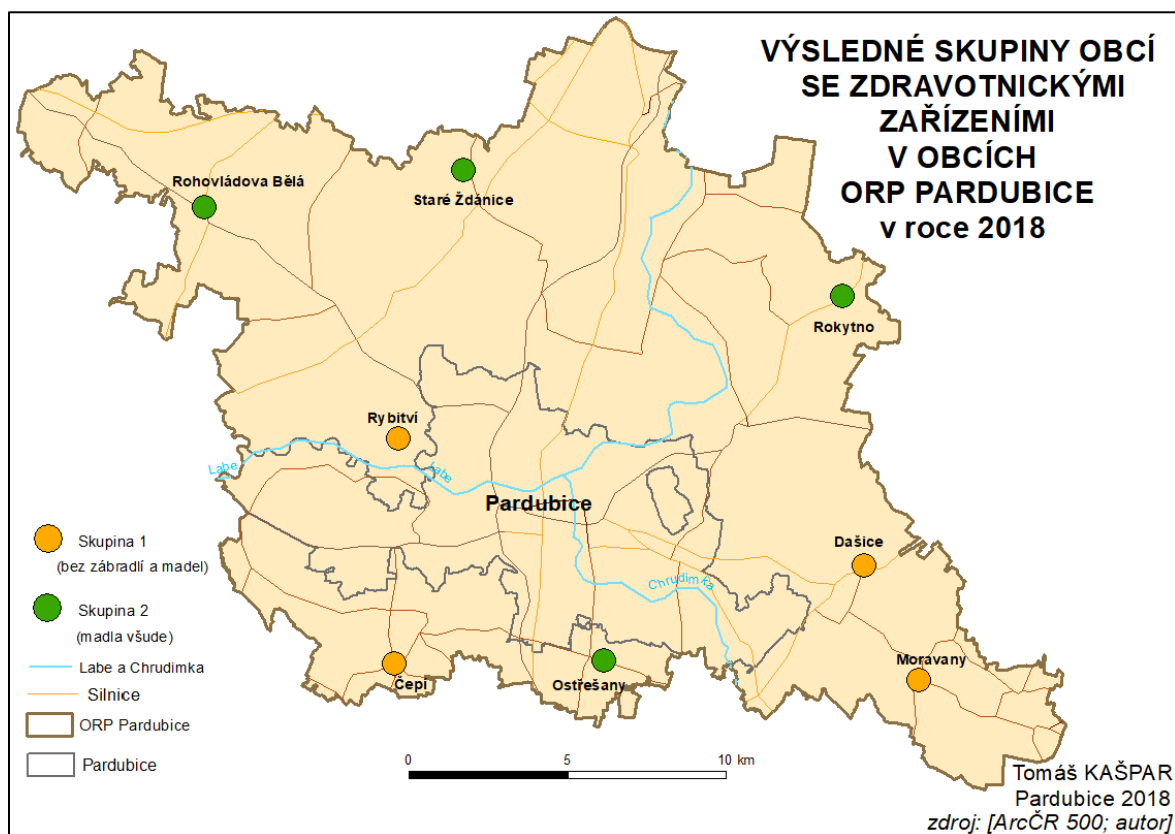 VÝSLEDNÉ SKUPINY OBCÍ
SE ZDRAVOTNICKÝMI
ZAŘÍZENÍMI
V OBCÍCH
ORP PARDUBICE
v roce 2018
Rohovládova Bělá
Staré Ždánice
Rokytno
Rybitví
Labe
Labe
Pardubice
Dašice
Chrudimka
Moravany
Čepí
Ostřešany
Skupina 1
(bez zábradlí a madel)
Skupina 2
(madla všude)
Labe a Chrudimka
Silnice
ORP Pardubice
Pardubice
0 5 10 km
Tomáš KAŠPAR
Pardubice 2018
zdroj: [ArcČR 500; autor]